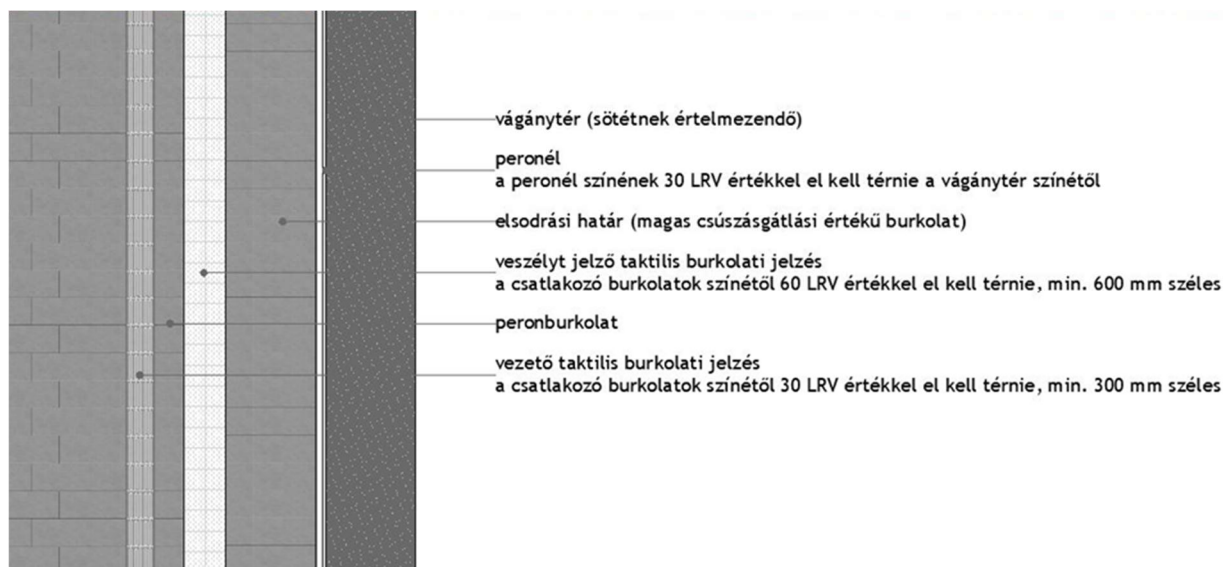 vágánytér (sötétnek értelmezendő)
peronél
a peronél színének 30 LRV értékkel el kell térnie a vágánytér színétől
elsodrási határ (magas csúszásgátlási értékű burkolat)
veszélyt jelző taktilis burkolati jelzés
a csatlakozó burkolatok színétől 60 LRV értékkel el kell térnie, min. 600 mm széles
peronburkolat
vezető taktilis burkolati jelzés
a csatlakozó burkolatok színétől 30 LRV értékkel el kell térnie, min. 300 mm széles